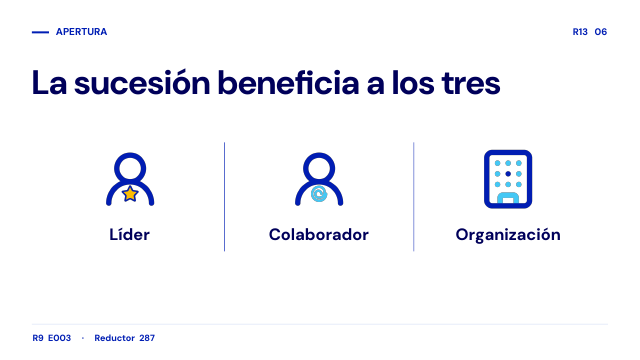 APERTURA
R13 06
La sucesión beneficia a los tres
Líder
Colaborador
Organización
R9 E003 · Reductor 287